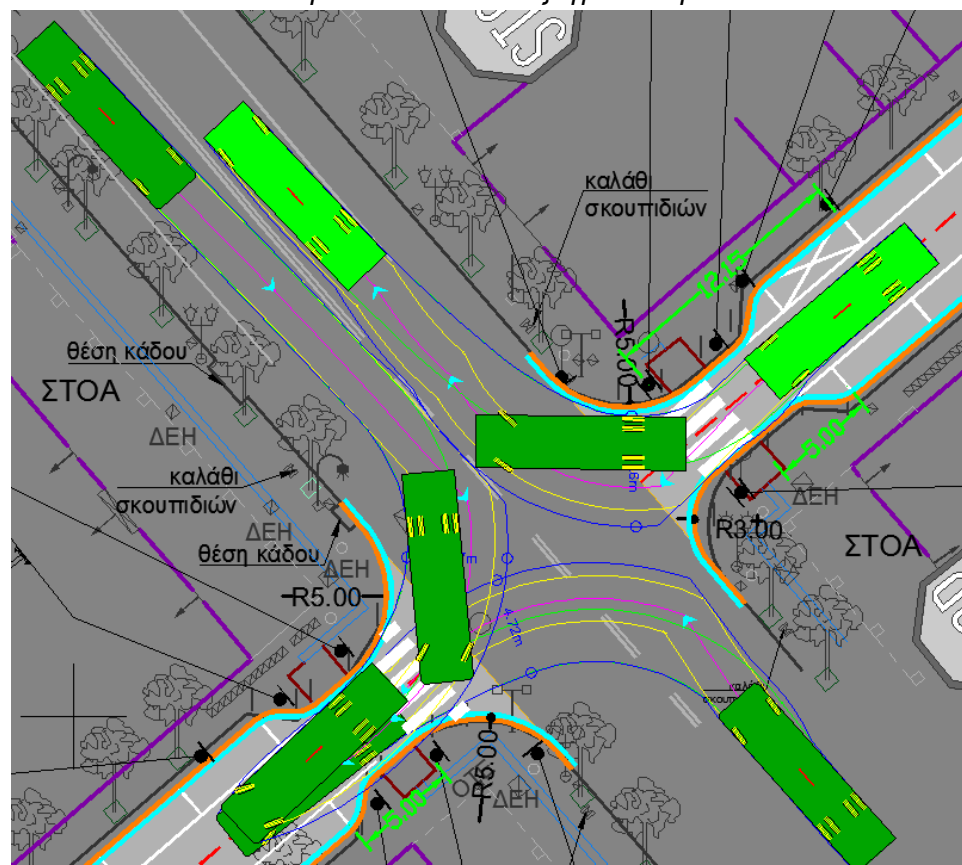 STO
καλάθι
σκουπιδιών
12.15
R5.00
θέση κάδου
ΣΤΟΑ
ΔΕΗ
καλάθι
σκουπιδιών
ΔΕΗ
θέση κάδου
ΔΕΗ
R5.00
5.00
ΔΕΗ
R3.00
ΣΤΟΑ
4.72m
R5.00
5.00
ΔΕΗ